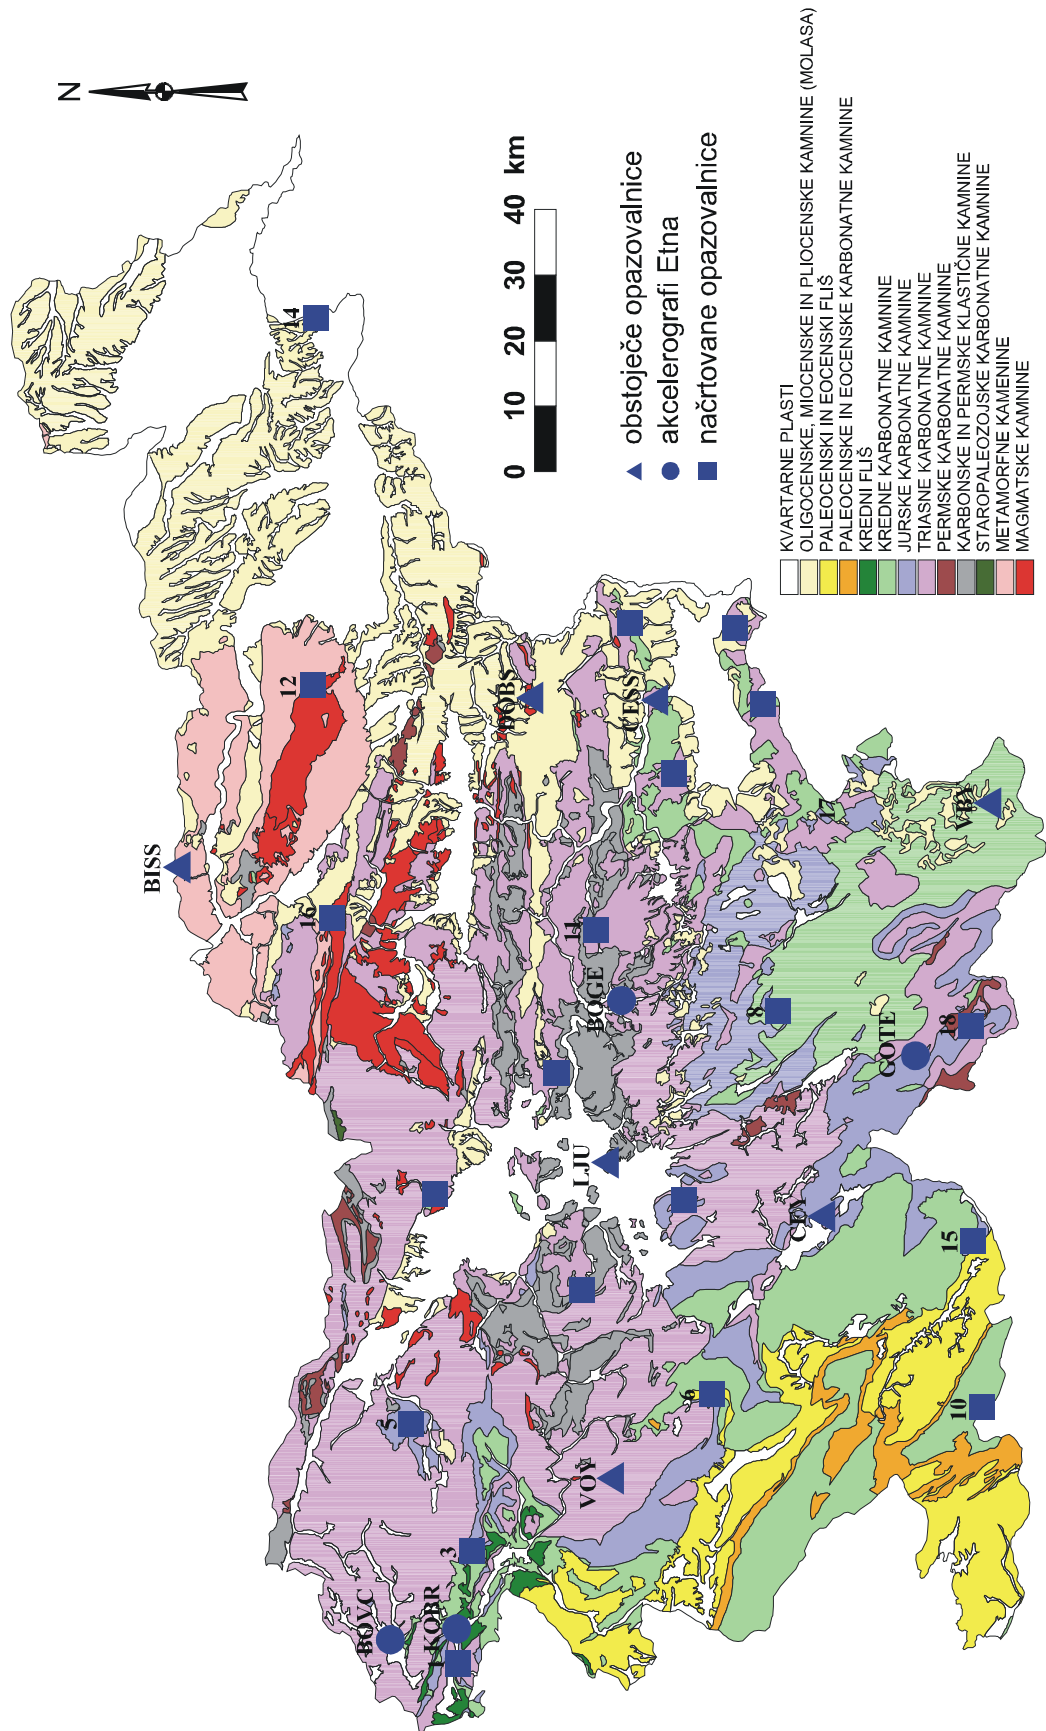 N
0 10 20 30 40 km
obstoječe opazovalnice
akcelerografi Etna
načrtovane opazovalnice
KVARTARNE PLASTI
OLIGOCENSKE, MIOCENSKE IN PLIOCENSKE KAMNINE (MOLASA)
PALEOCENSKI IN EOCENSKI FLIŠ
PALEOCENSKE IN EOCENSKE KARBONATNE KAMNINE
KREDNI FLIŠ
KREDNE KARBONATNE KAMNINE
JURSKE KARBONATNE KAMNINE
TRIASNE KARBONATNE KAMNINE
PERMSKE KARBONATNE KAMNINE
KARBONSKE IN PERMSKE KLASTIČNE KAMNINE
STAROPALEOZOJSKE KARBONATNE KAMNINE
METAMORFNE KAMENINE
MAGMATSKE KAMNINE
14
12
BISS
16
DOBS
CESS
11
BOGE
17
VBY
8
GOTE
18
LJU
CEY
15
5
6
10
VOY
3
BOVC
KOBR
1